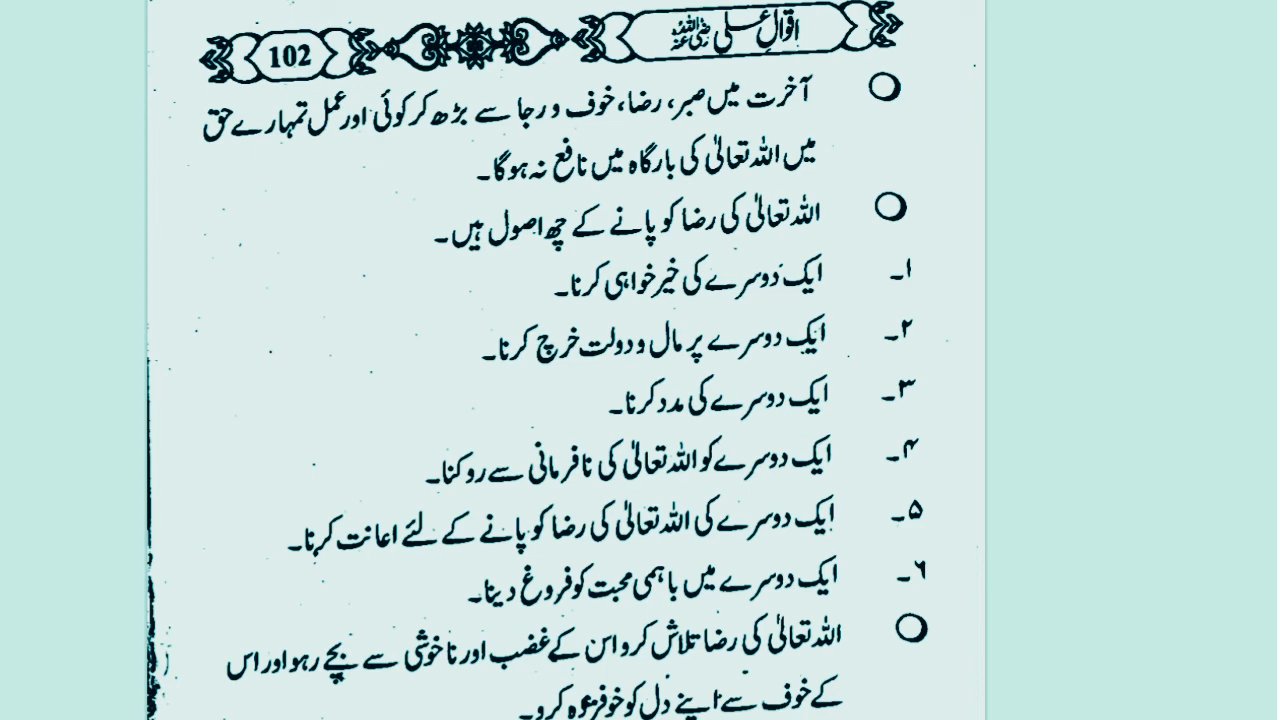 اقوالِ علی رضی اللہ عنہ 102
آخرت میں صبر، رضا، خوف و رجا سے بڑھ کر کوئی اور عمل تمہارے حق
میں اللہ تعالیٰ کی بارگاہ میں نافع نہ ہوگا۔
اللہ تعالیٰ کی رضا کو پانے کے چھ اصول ہیں۔
۱۔ ایک دوسرے کی خیر خواہی کرنا۔
۲۔ ایک دوسرے پر مال و دولت خرچ کرنا۔
۳۔ ایک دوسرے کی مدد کرنا۔
۴۔ ایک دوسرے کو اللہ تعالیٰ کی نافرمانی سے روکنا۔
۵۔ ایک دوسرے کی اللہ تعالیٰ کی رضا کو پانے کے لئے اعانت کرنا۔
۶۔ ایک دوسرے میں باہمی محبت کو فروغ دینا۔
اللہ تعالیٰ کی رضا تلاش کرو اس کے غضب اور ناخوشی سے بچے رہو اور اس
کے خوف سے اپنے دل کو خوفزدہ کرو۔